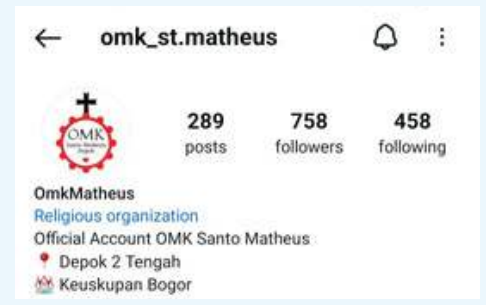 omk_st.matheus
289 758 458
posts followers following
OMK
OmkMatheus
Religious organization
Official Account OMK Santo Matheus
Depok 2 Tengah
Keuskupan Bogor